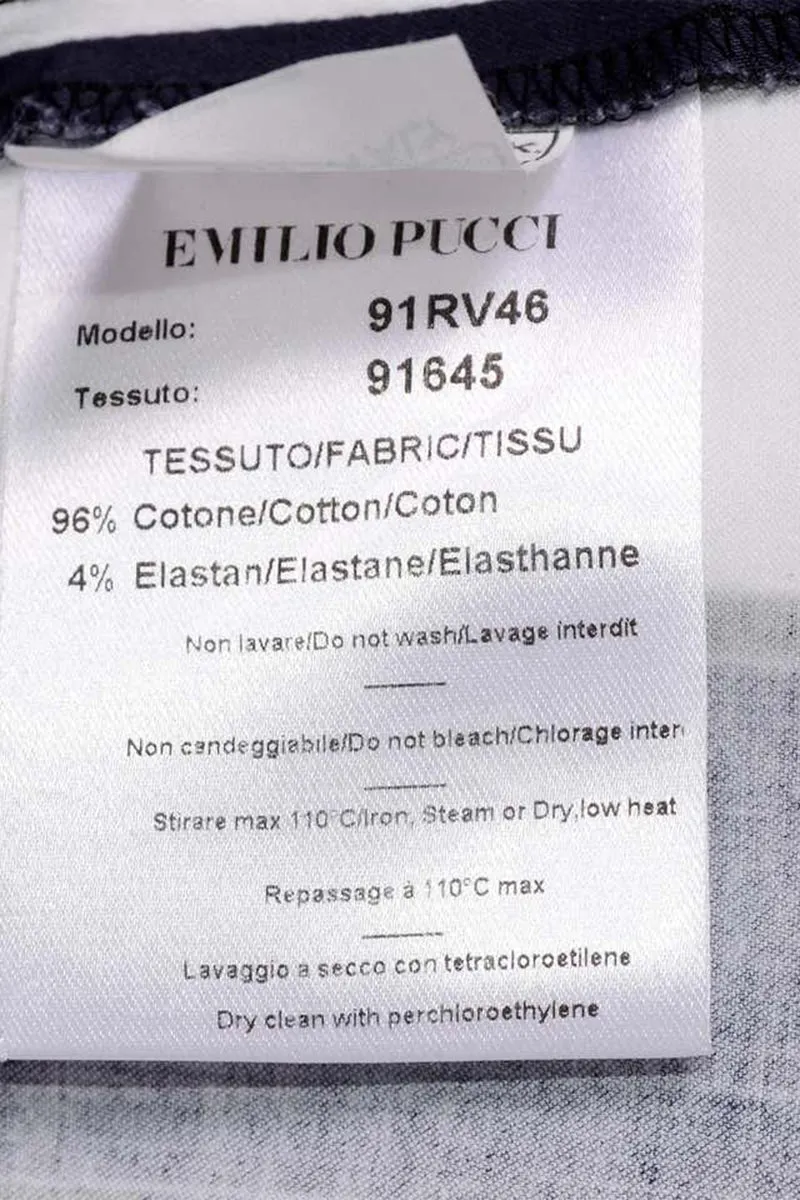 EMILIO PUCCI
Modello: 91RV46
Tessuto: 91645
TESSUTO/FABRIC/TISSU
96% Cotone/Cotton/Coton
4% Elastan/Elastane/Elasthanne
Non lavare/Do not wash/Lavage interdit
Non candeggiabile/Do not bleach/Chlorage inter
Stirare max 110°C/Iron, Steam or Dry,low heat
Repassage à 110°C max
Lavaggio a secco con tetracloroetilene
Dry clean with perchloroethylene